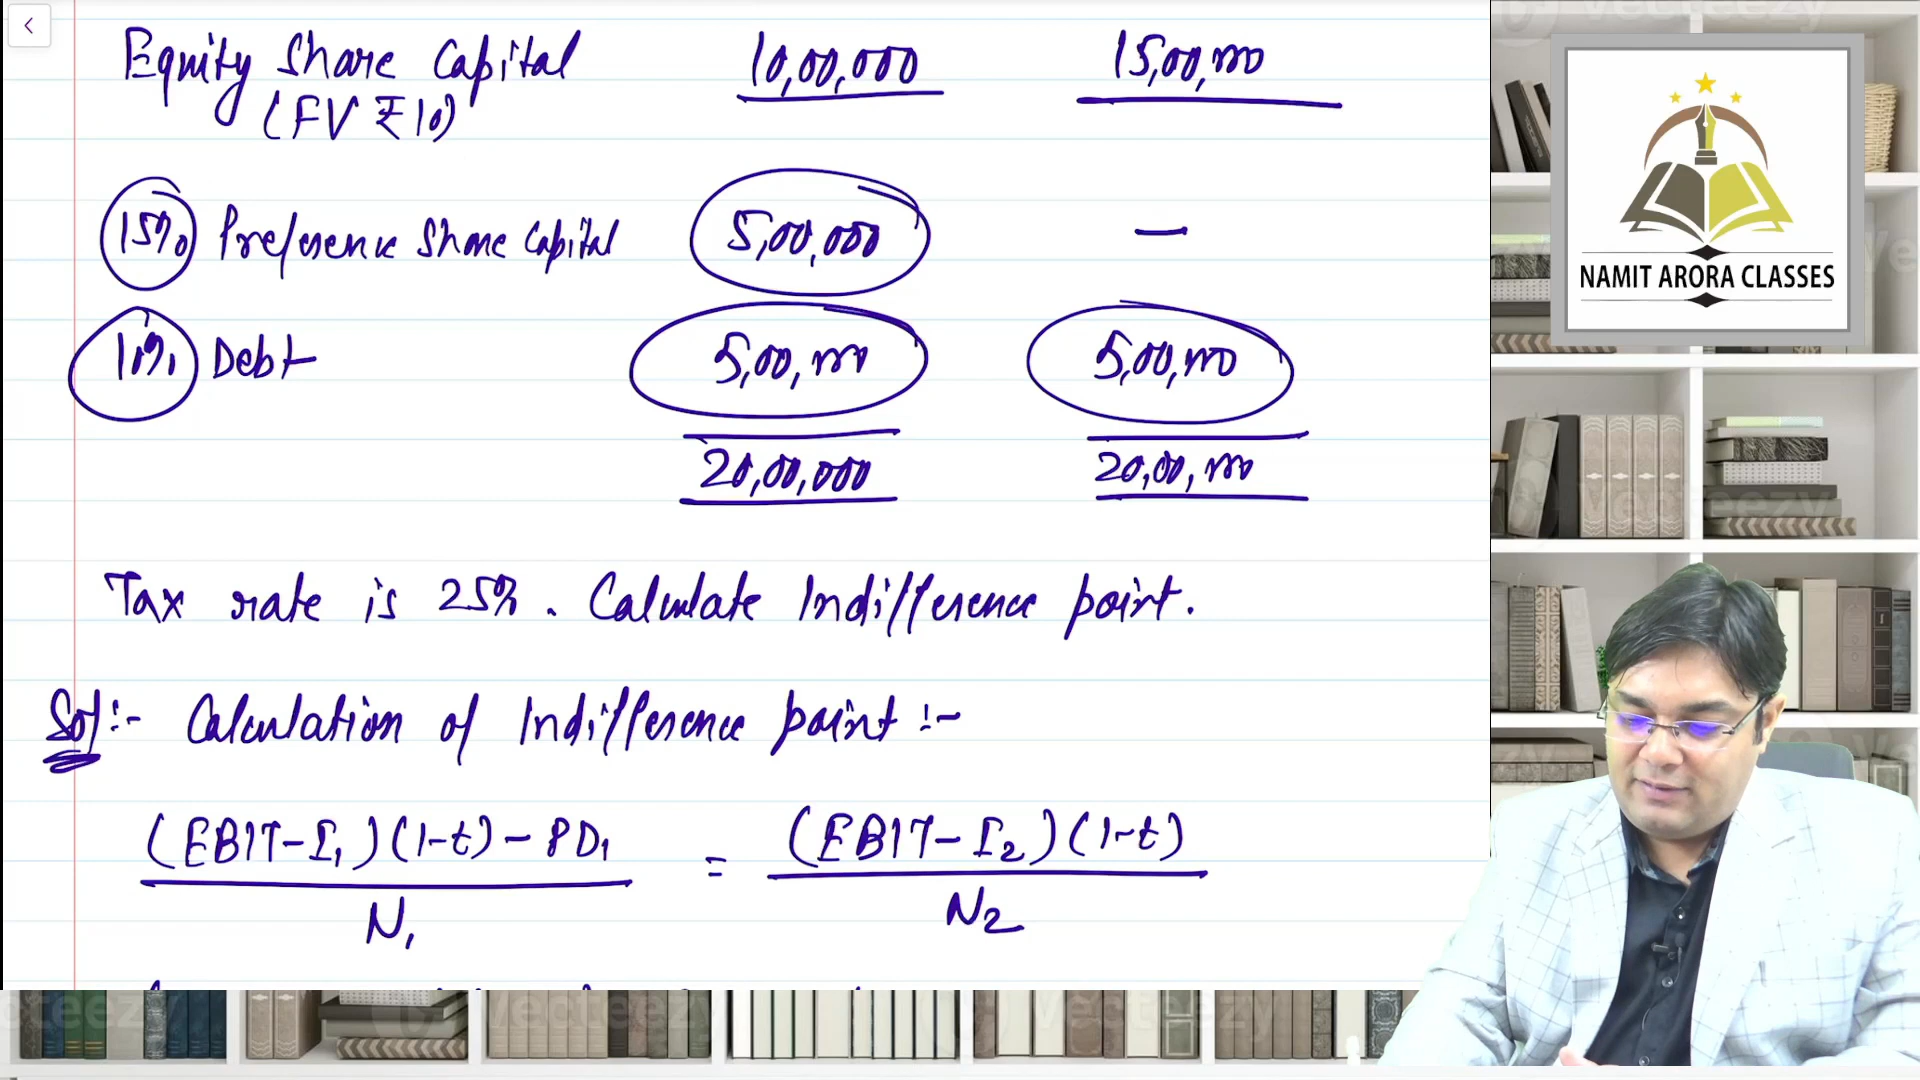 Equity Share Capital 10,00,000 15,00,000
(FV ₹10)
15% Preference Share Capital 5,00,000 —
10% Debt 5,00,000 5,00,000
20,00,000 20,00,000
Tax rate is 25%. Calculate Indifference point.
Sol:- Calculation of Indifference point :-
(EBIT-I₁)(1-t)-PD₁ = (EBIT-I₂)(1-t)
N₁ N₂
NAMIT ARORA CLASSES